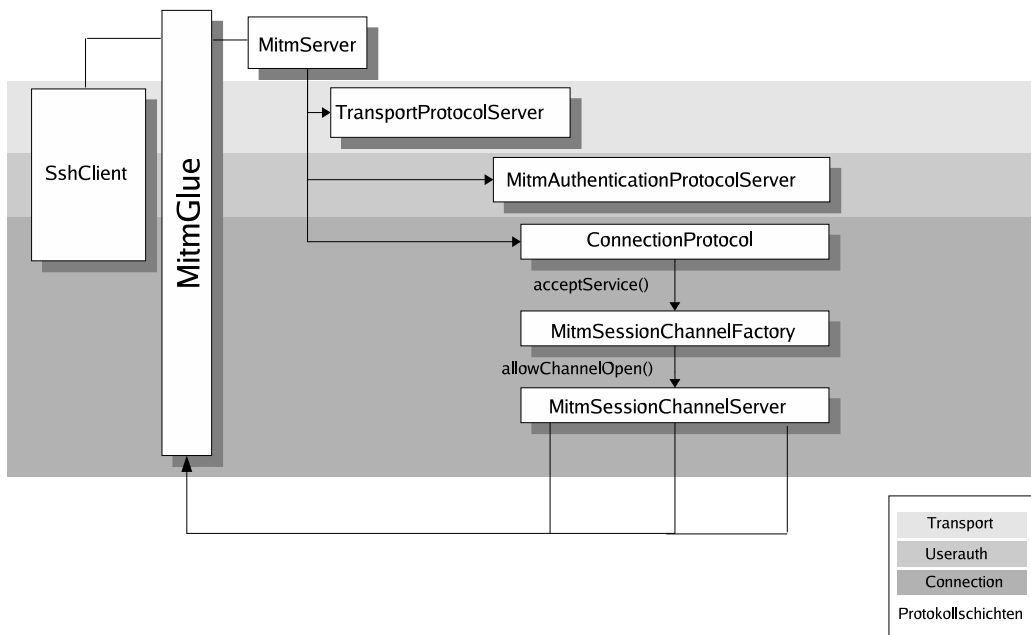 MitmServer
TransportProtocolServer
SshClient
MitmGlue
MitmAuthenticationProtocolServer
ConnectionProtocol
acceptService()
MitmSessionChannelFactory
allowChannelOpen()
MitmSessionChannelServer
Transport
Userauth
Connection
Protokollschichten